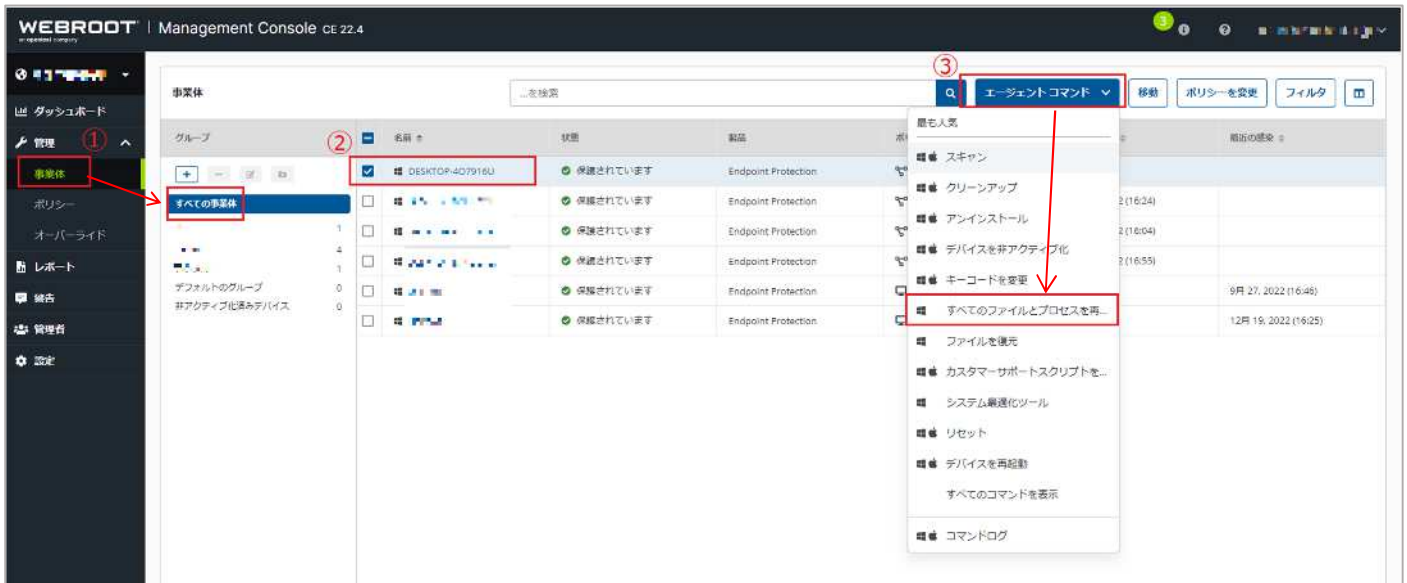 WEBROOT | Management Console CE 22.4
an opentext company
3
ダッシュボード
管理
①
事業体
ポリシー
オーバーライド
レポート
警告
管理者
設定
事業体
...を検索
③
エージェントコマンド
移動
ポリシーを変更
フィルタ
グループ
②
名前
状態
製品
最近の感染
すべての事業体
1
4
1
デフォルトのグループ 0
非アクティブ化済みデバイス 0
DESKTOP-4O7916U 保護されています Endpoint Protection
保護されています Endpoint Protection 2 (16:24)
保護されています Endpoint Protection 2 (16:04)
保護されています Endpoint Protection 2 (16:55)
保護されています Endpoint Protection 9月 27, 2022 (16:46)
保護されています Endpoint Protection 12月 19, 2022 (16:25)
最も人気
スキャン
クリーンアップ
アンインストール
デバイスを非アクティブ化
キーコードを変更
すべてのファイルとプロセスを再...
ファイルを復元
カスタマーサポートスクリプトを...
システム最適化ツール
リセット
デバイスを再起動
すべてのコマンドを表示
コマンドログ